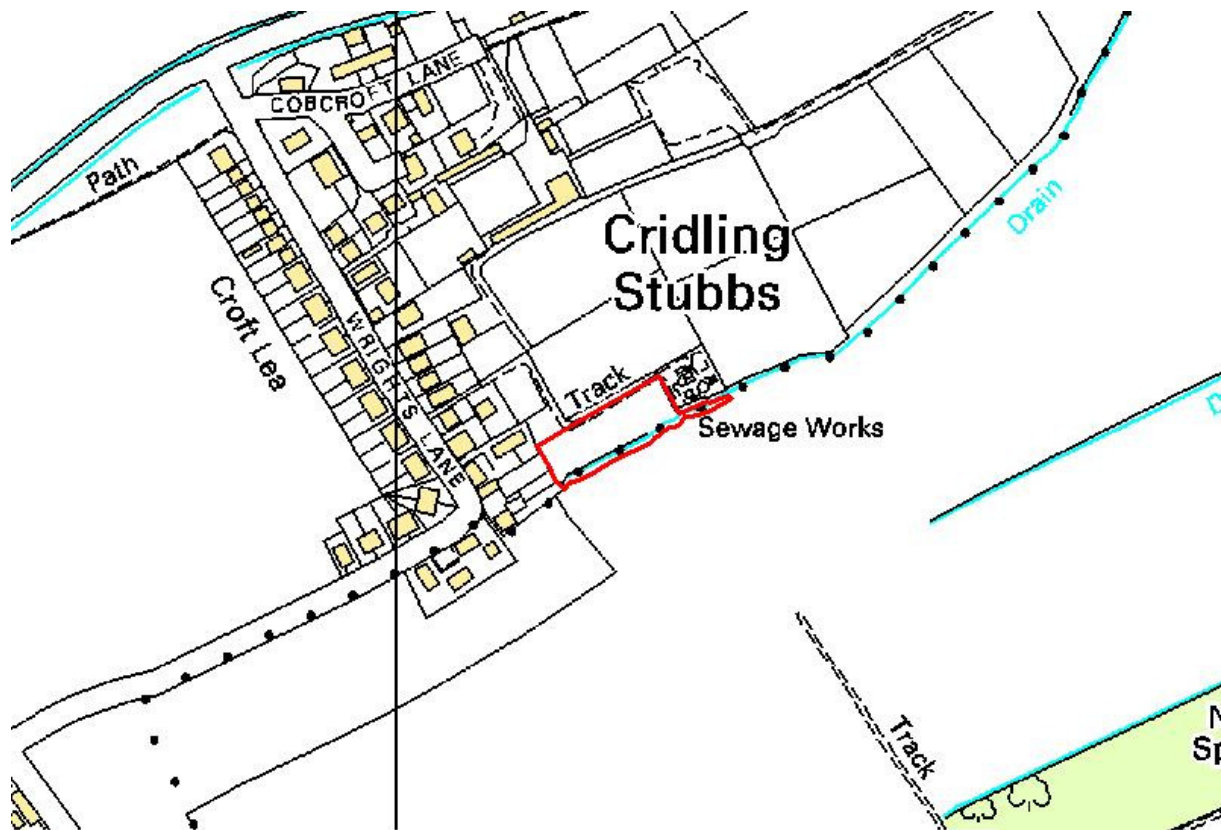 COBCROFT LANE
Path
Drain
Cridling
Stubbs
Croft Lea
WRIGHTS LANE
Track
Sewage Works
Track